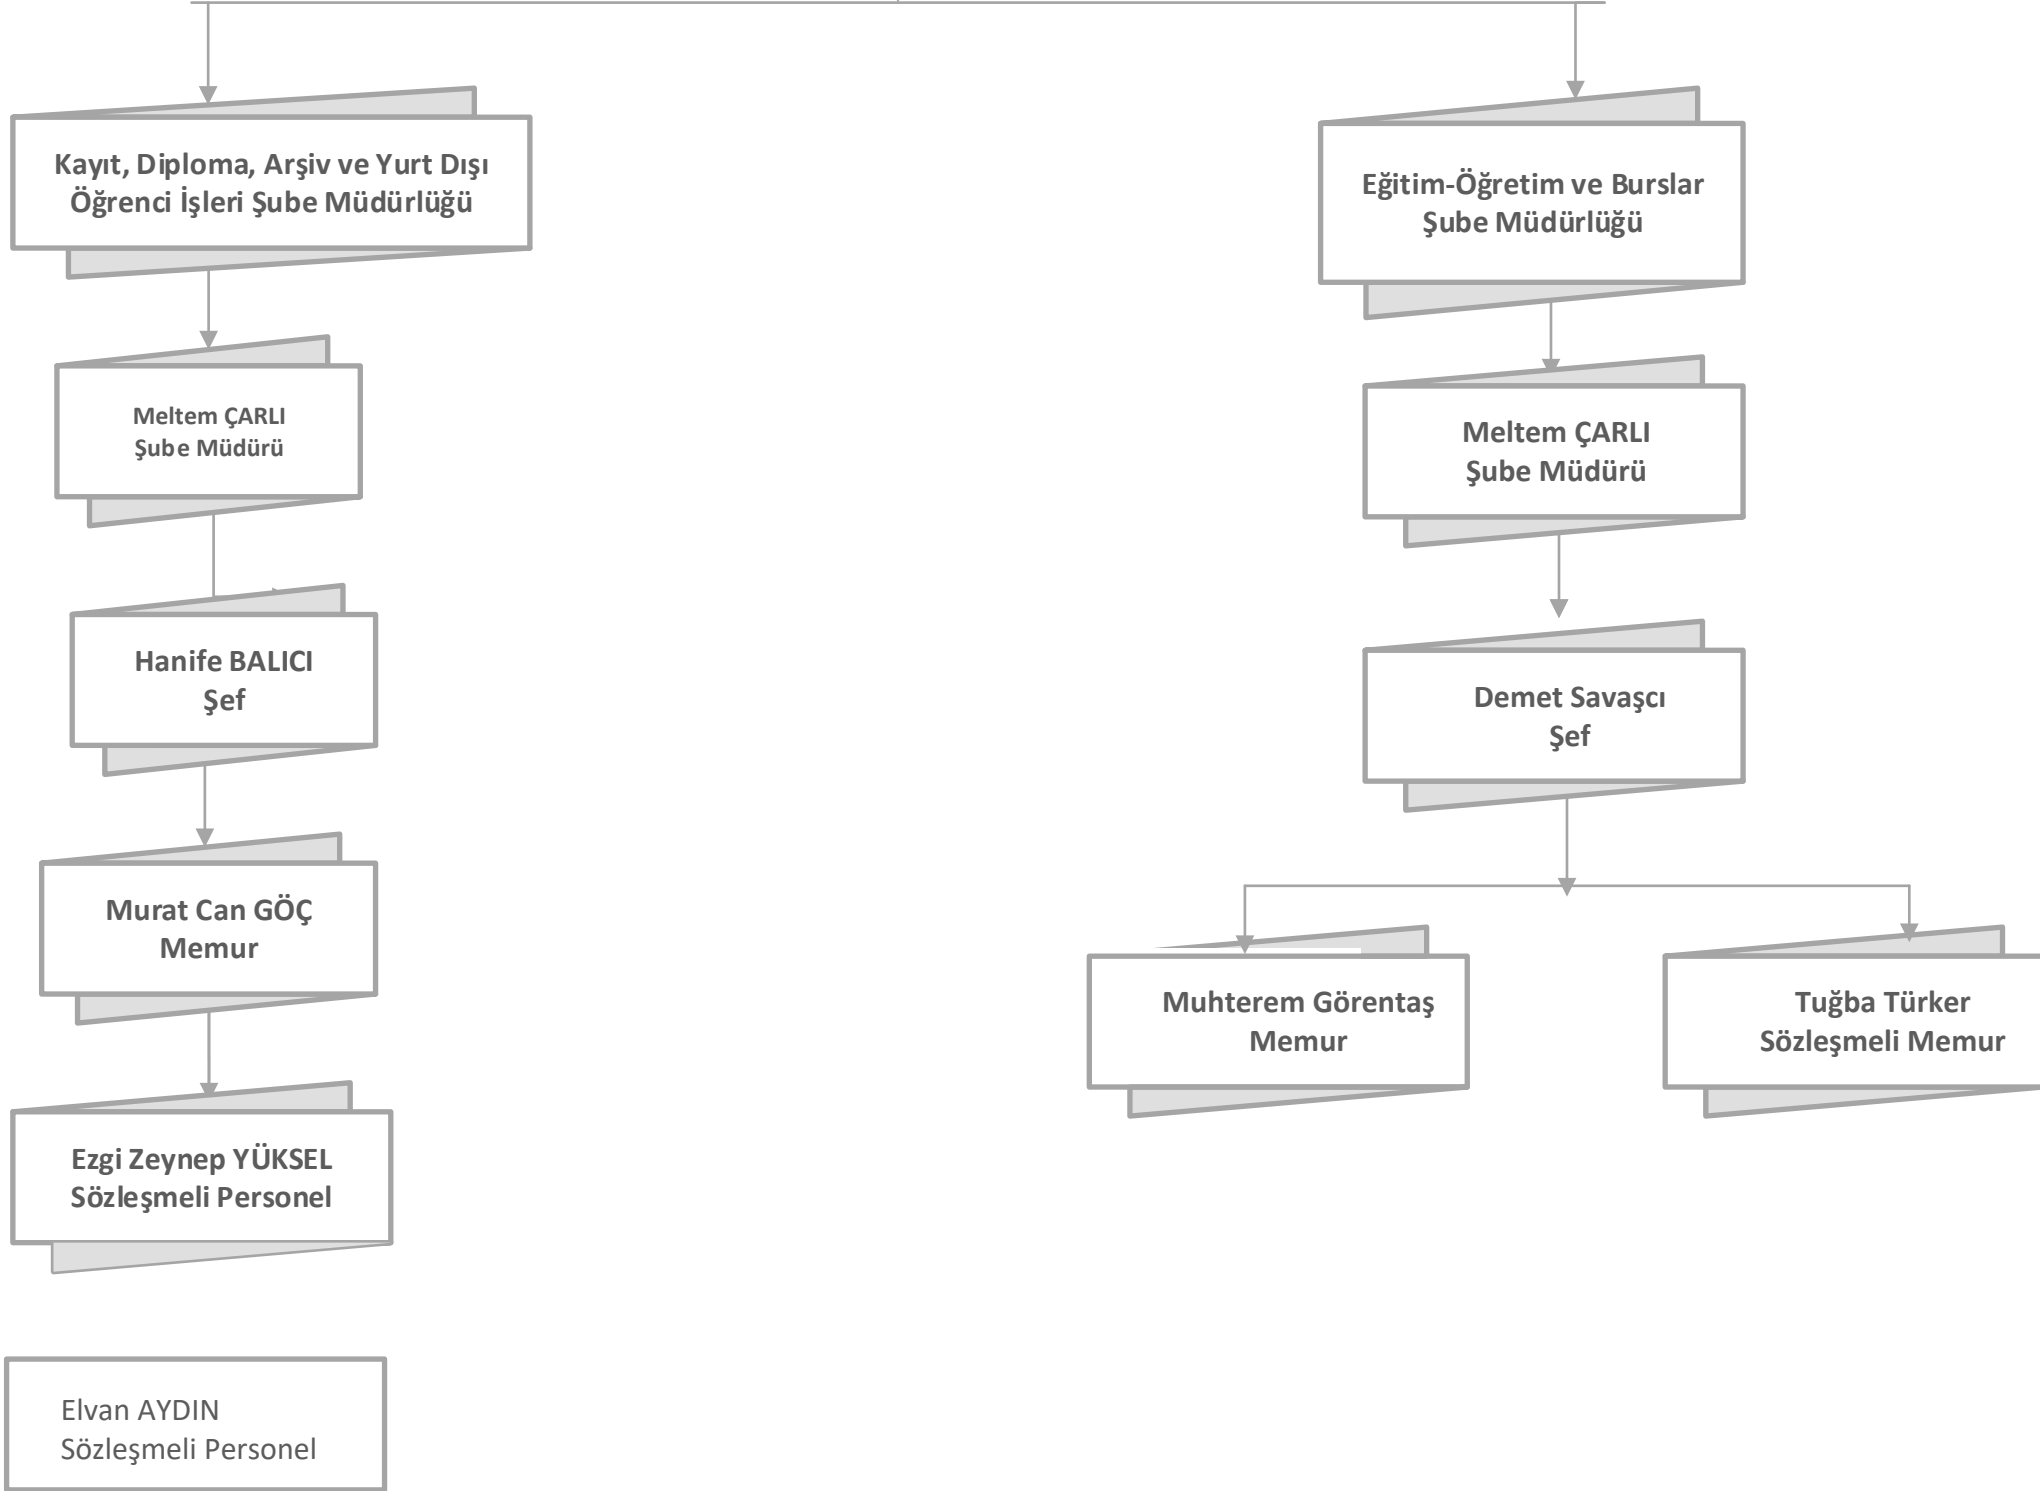 Kayıt, Diploma, Arşiv ve Yurt Dışı
Öğrenci İşleri Şube Müdürlüğü
Meltem ÇARLI
Şube Müdürü
Hanife BALICI
Şef
Murat Can GÖÇ
Memur
Ezgi Zeynep YÜKSEL
Sözleşmeli Personel
Elvan AYDIN
Sözleşmeli Personel
Eğitim-Öğretim ve Burslar
Şube Müdürlüğü
Meltem ÇARLI
Şube Müdürü
Demet Savaşcı
Şef
Muhterem Görentaş
Memur
Tuğba Türker
Sözleşmeli Memur